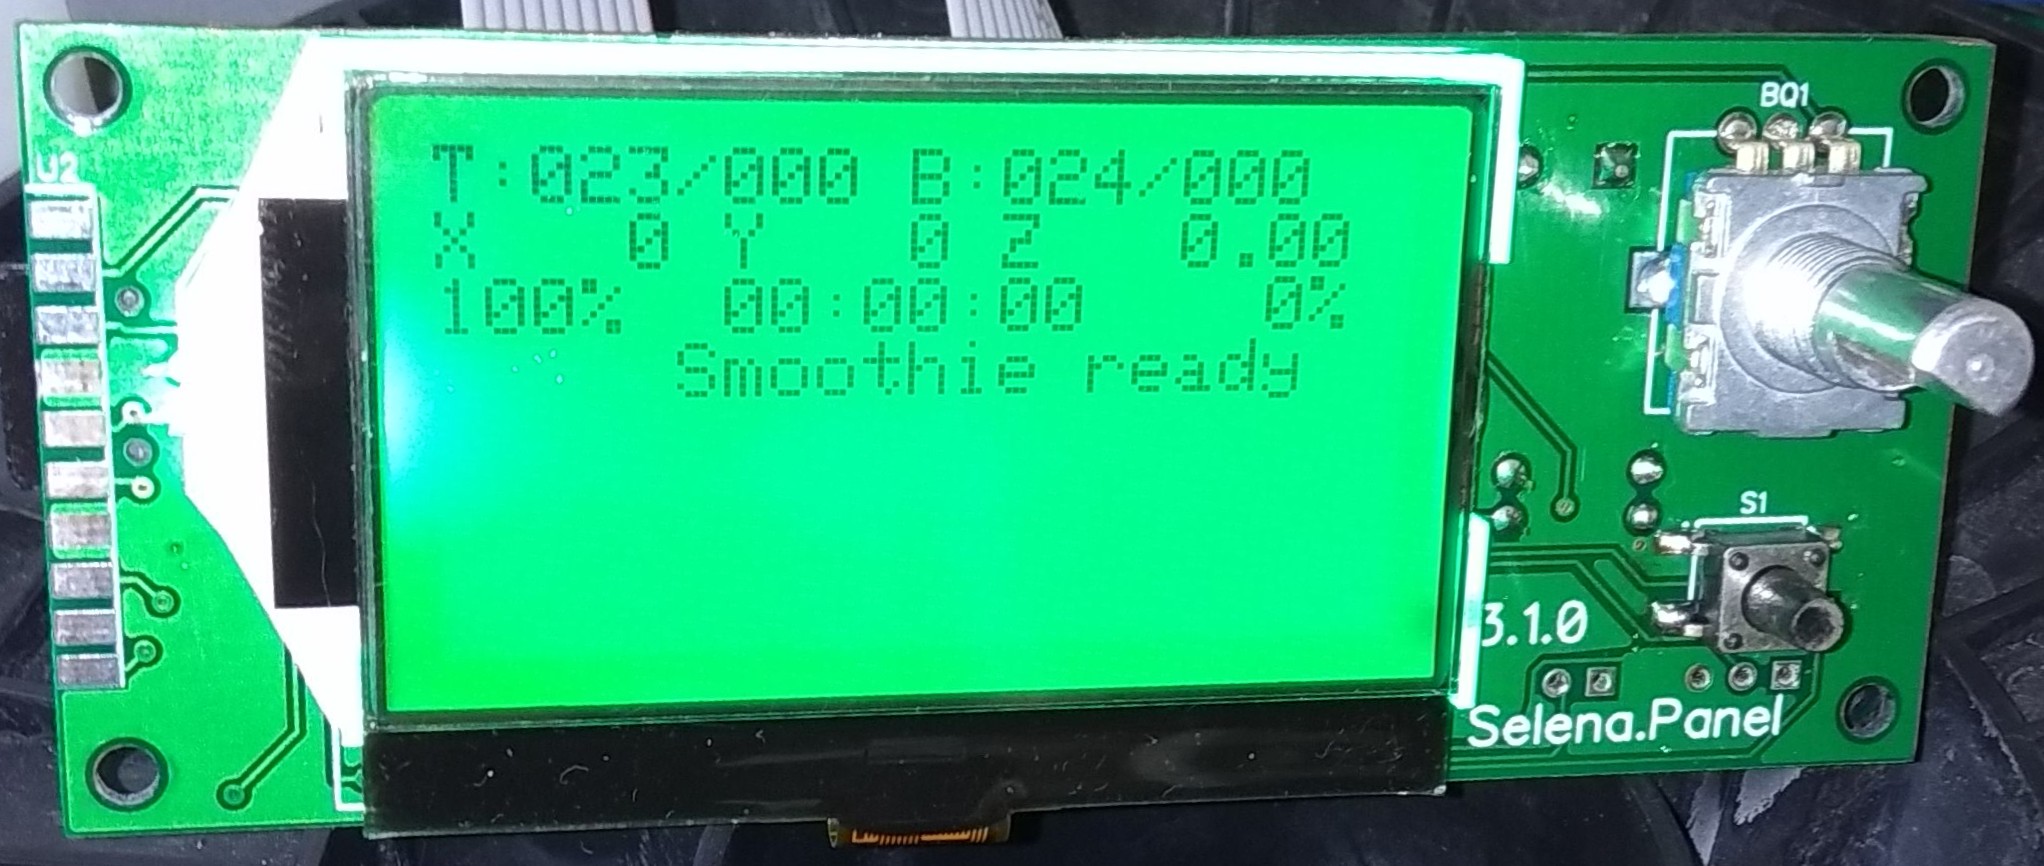 BQ1
U2
T:023/000 B:024/000
X 0 Y 0 Z 0.00
100% 00:00:00 0%
Smoothie ready
S1
3.1.0
Selena.Panel